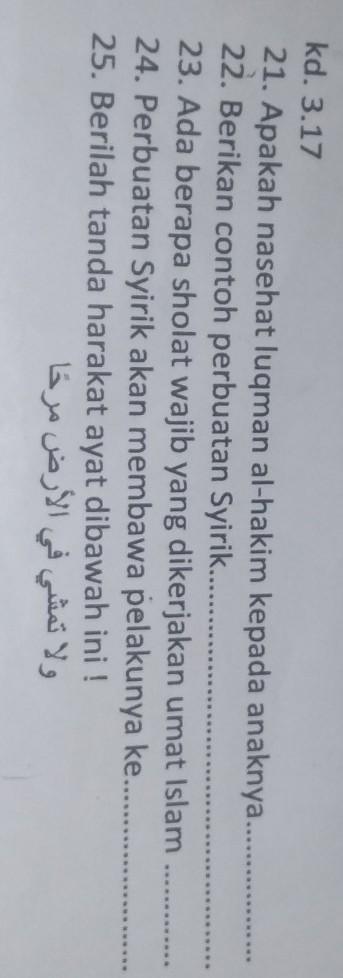 kd. 3.17
21. Apakah nasehat luqman al-hakim kepada anaknya..................
22. Berikan contoh perbuatan Syirik..........................................
23. Ada berapa sholat wajib yang dikerjakan umat Islam ............
24. Perbuatan Syirik akan membawa pelakunya ke.....................
25. Berilah tanda harakat ayat dibawah ini !
و لا تمشي في الأرض مرحًا